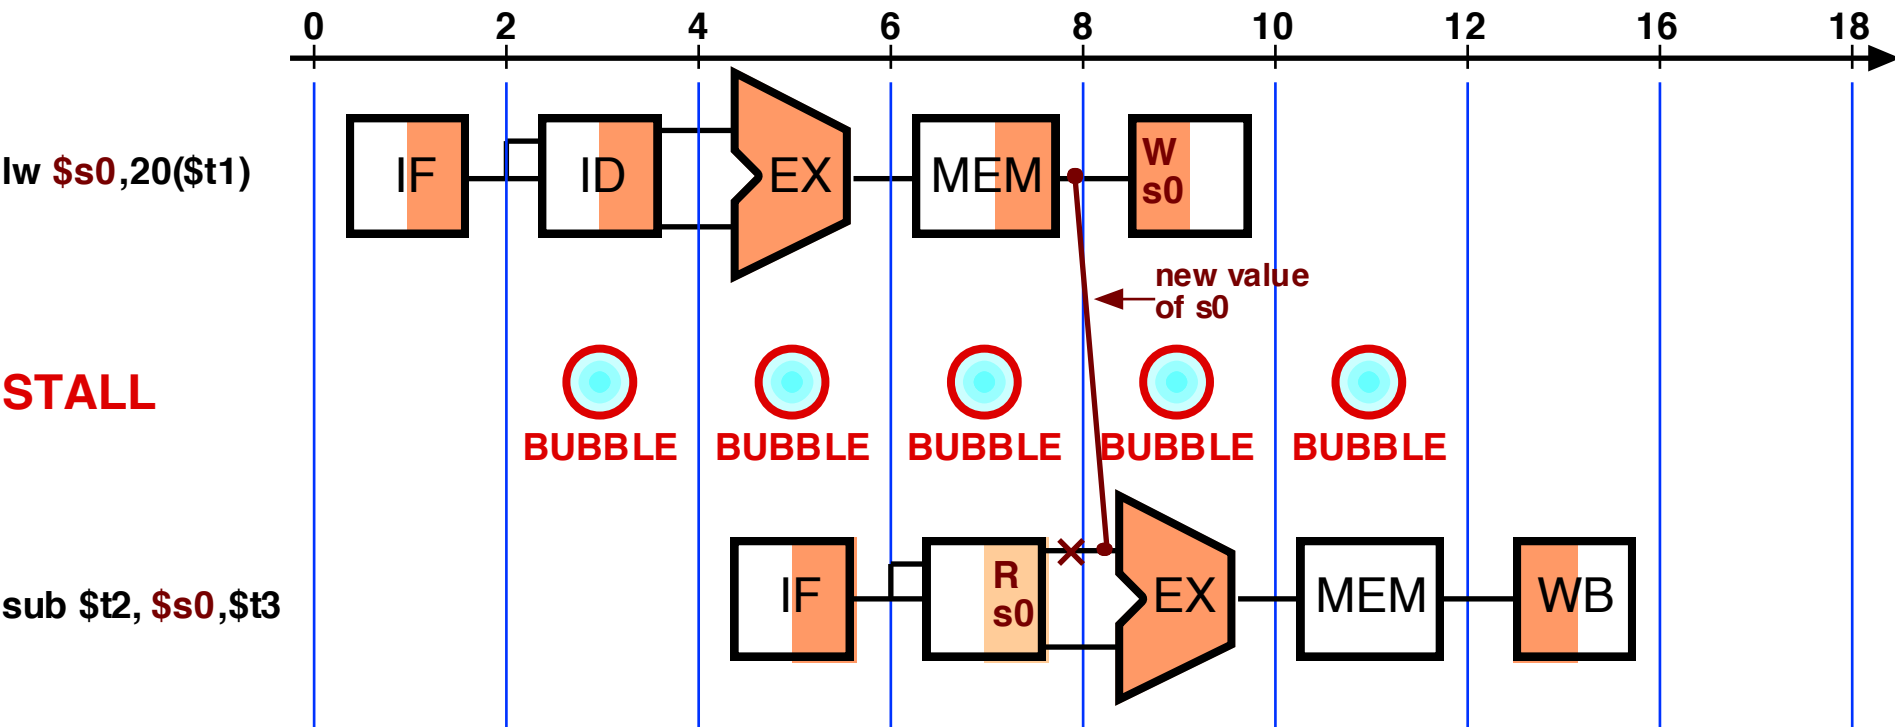 0 2 4 6 8 10 12 16 18
lw $s0,20($t1)
IF ID EX MEM W
s0
new value
of s0
STALL
BUBBLE BUBBLE BUBBLE BUBBLE BUBBLE
sub $t2, $s0,$t3
IF R
s0
EX MEM WB